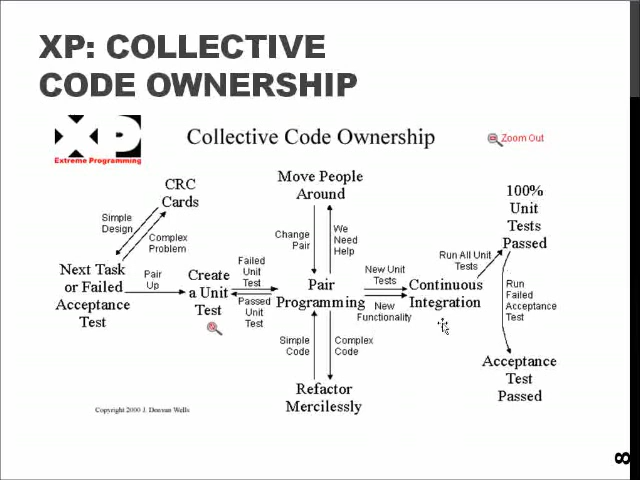 XP: COLLECTIVE
CODE OWNERSHIP
XP
Extreme Programming
Collective Code Ownership
Zoom Out
CRC
Cards
Move People
Around
100%
Unit
Tests
Passed
Simple
Design
Complex
Problem
Change
Pair
We
Need
Help
Run All Unit
Tests
Next Task
or Failed
Acceptance
Test
Pair
Up
Create
a Unit
Test
Failed
Unit
Test
Passed
Unit
Test
Pair
Programming
New Unit
Tests
New
Functionality
Continuous
Integration
Run
Failed
Acceptance
Test
Simple
Code
Complex
Code
Refactor
Mercilessly
Acceptance
Test
Passed
Copyright 2000 J. Donvan Wells
8